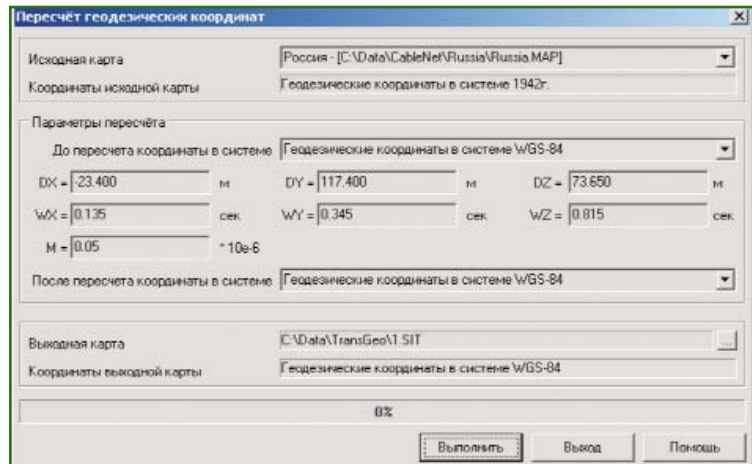 Пересчёт геодезических координат
Исходная карта Россия - [C:\Data\CableNet\Russia\Russia.MAP]
Координаты исходной карты Геодезические координаты в системе 1942г.
Параметры пересчёта
До пересчета координаты в системе Геодезические координаты в системе WGS-84
DX = -23.400 м DY = 117.400 м DZ = 73.650 м
WX = 0.135 сек WY = 0.345 сек WZ = 0.815 сек
M = 0.05 * 10e-6
После пересчета координаты в системе Геодезические координаты в системе WGS-84
Выходная карта C:\Data\TransGeo\1.SIT ...
Координаты выходной карты Геодезические координаты в системе WGS-84
0%
Выполнить Выход Помощь